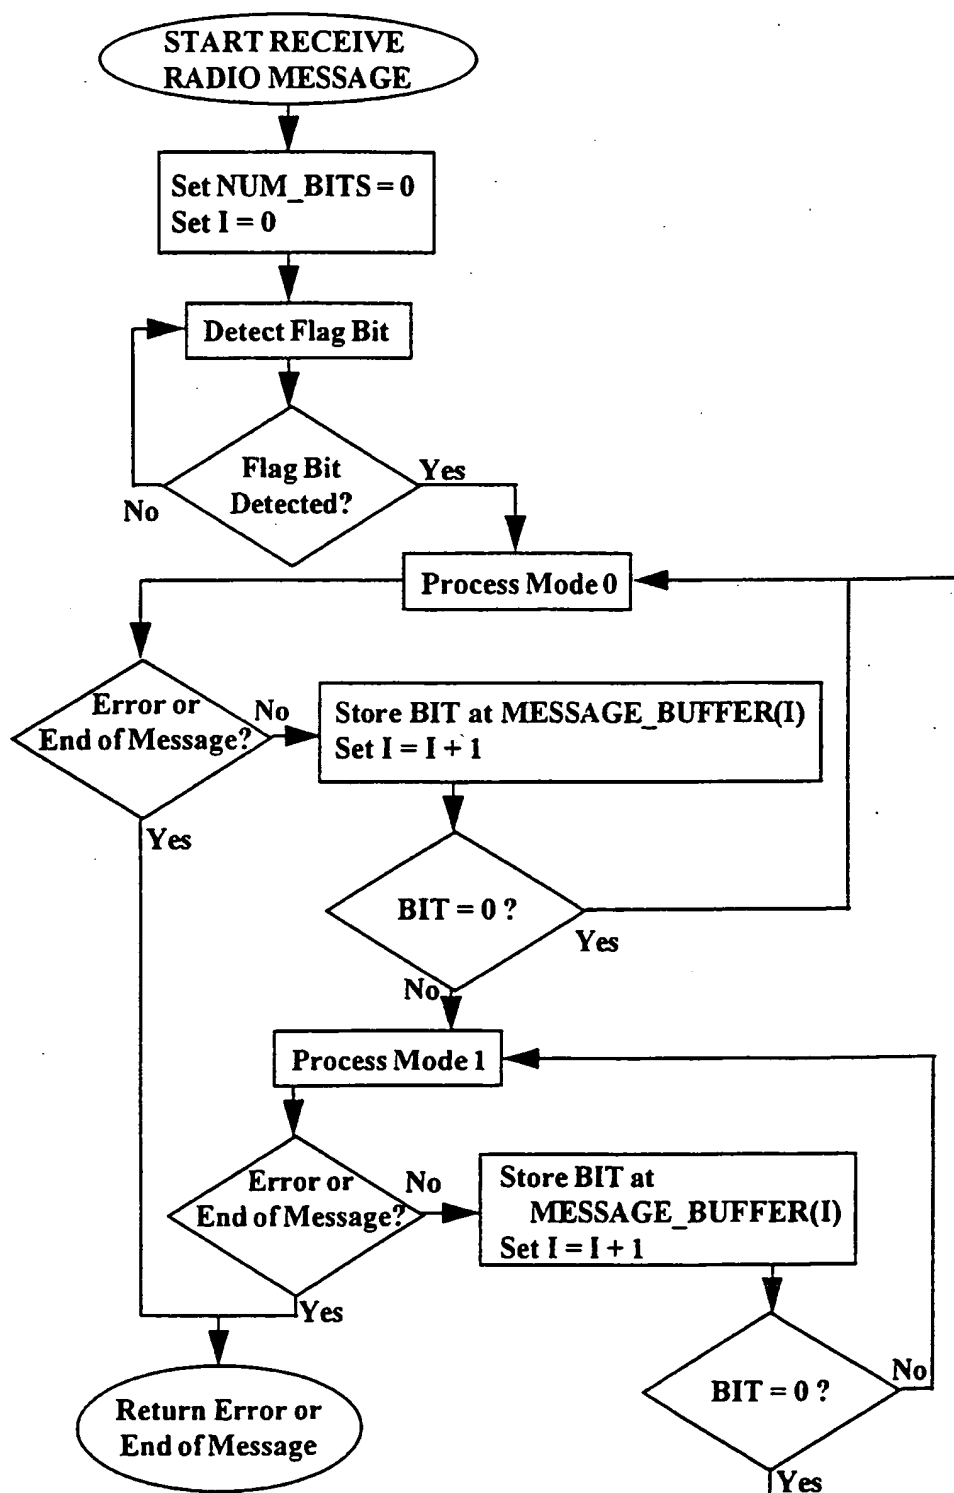 START RECEIVE
RADIO MESSAGE
Set NUM_BITS = 0
Set I = 0
Detect Flag Bit
Flag Bit
Detected?
Yes
No
Process Mode 0
Error or
End of Message?
No
Yes
Store BIT at MESSAGE_BUFFER(I)
Set I = I + 1
BIT = 0 ?
Yes
No
Process Mode 1
Error or
End of Message?
No
Yes
Store BIT at
MESSAGE_BUFFER(I)
Set I = I + 1
BIT = 0 ?
No
Yes
Return Error or
End of Message